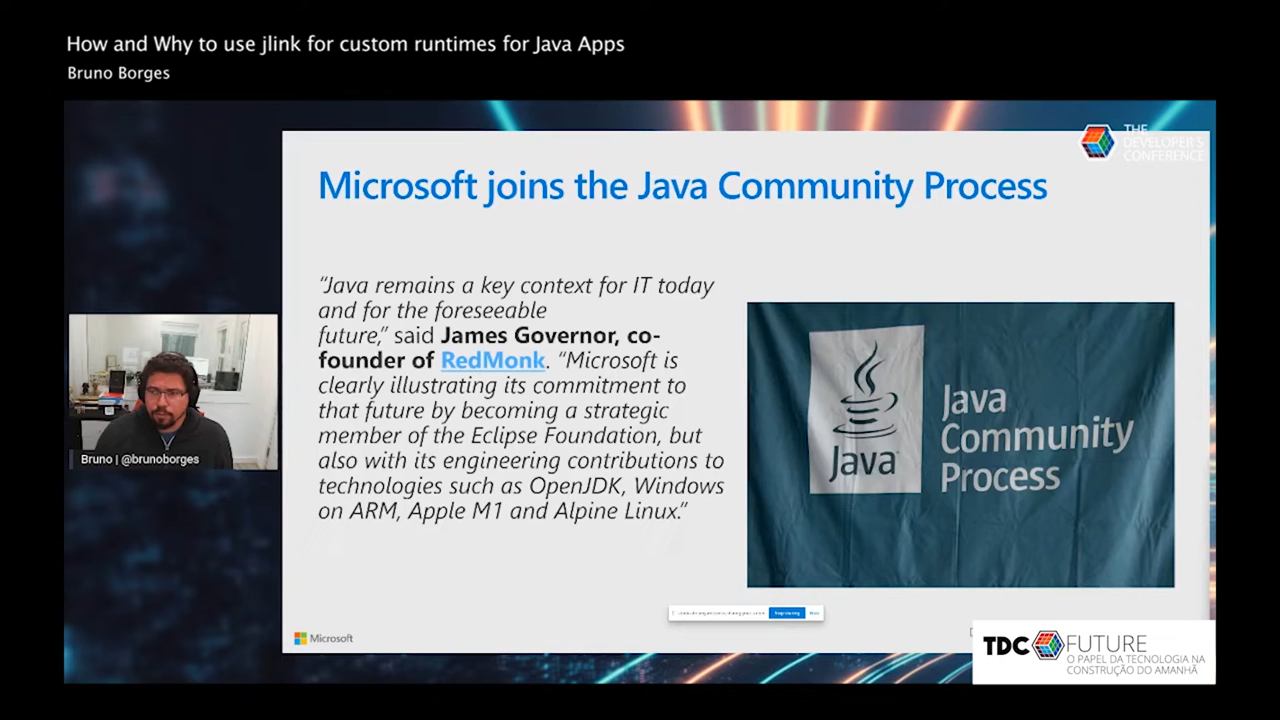 How and Why to use jlink for custom runtimes for Java Apps
Bruno Borges
THE
DEVELOPER'S
CONFERENCE
Microsoft joins the Java Community Process
“Java remains a key context for IT today
and for the foreseeable
future,” said James Governor, co-
founder of RedMonk. “Microsoft is
clearly illustrating its commitment to
that future by becoming a strategic
member of the Eclipse Foundation, but
also with its engineering contributions to
technologies such as OpenJDK, Windows
on ARM, Apple M1 and Alpine Linux.”
Java
Java
Community
Process
Bruno | @brunoborges
Stop sharing
Hide
Microsoft
TDC FUTURE
O PAPEL DA TECNOLOGIA NA
CONSTRUÇÃO DO AMANHÃ